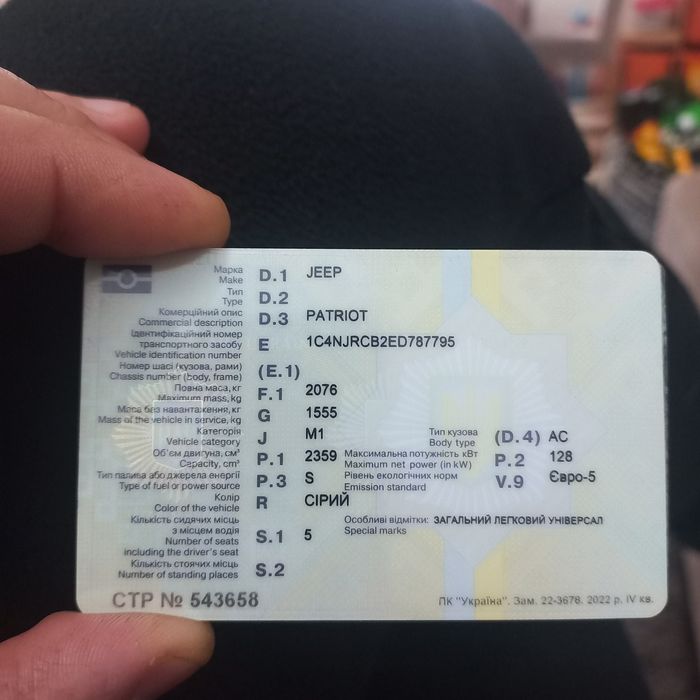 Марка
Make D.1 JEEP
Тип
Type D.2
Комерційний опис
Commercial description D.3 PATRIOT
Ідентифікаційний номер
транспортного засобу
Vehicle identification number E 1C4NJRCB2ED787795
Номер шасі (кузова, рами)
Chassis number (body, frame) (E.1)
Повна маса, кг
Maximum mass, kg F.1 2076
Маса без навантаження, кг
Mass of the vehicle in service, kg G 1555
Категорія
Vehicle category J M1
Тип кузова
Body type (D.4) AC
Об'єм двигуна, см³
Capacity, cm³ P.1 2359
Максимальна потужність кВт
Maximum net power (in kW) P.2 128
Тип палива або джерела енергії
Type of fuel or power source P.3 S
Рівень екологічних норм
Emission standard V.9 Євро-5
Колір
Color of the vehicle R СІРИЙ
Кількість сидячих місць
з місцем водія
Number of seats
including the driver's seat S.1 5
Особливі відмітки: ЗАГАЛЬНИЙ ЛЕГКОВИЙ УНІВЕРСАЛ
Special marks
Кількість стоячих місць
Number of standing places S.2
СТР № 543658
ПК "Україна". Зам. 22-3678. 2022 р. IV кв.